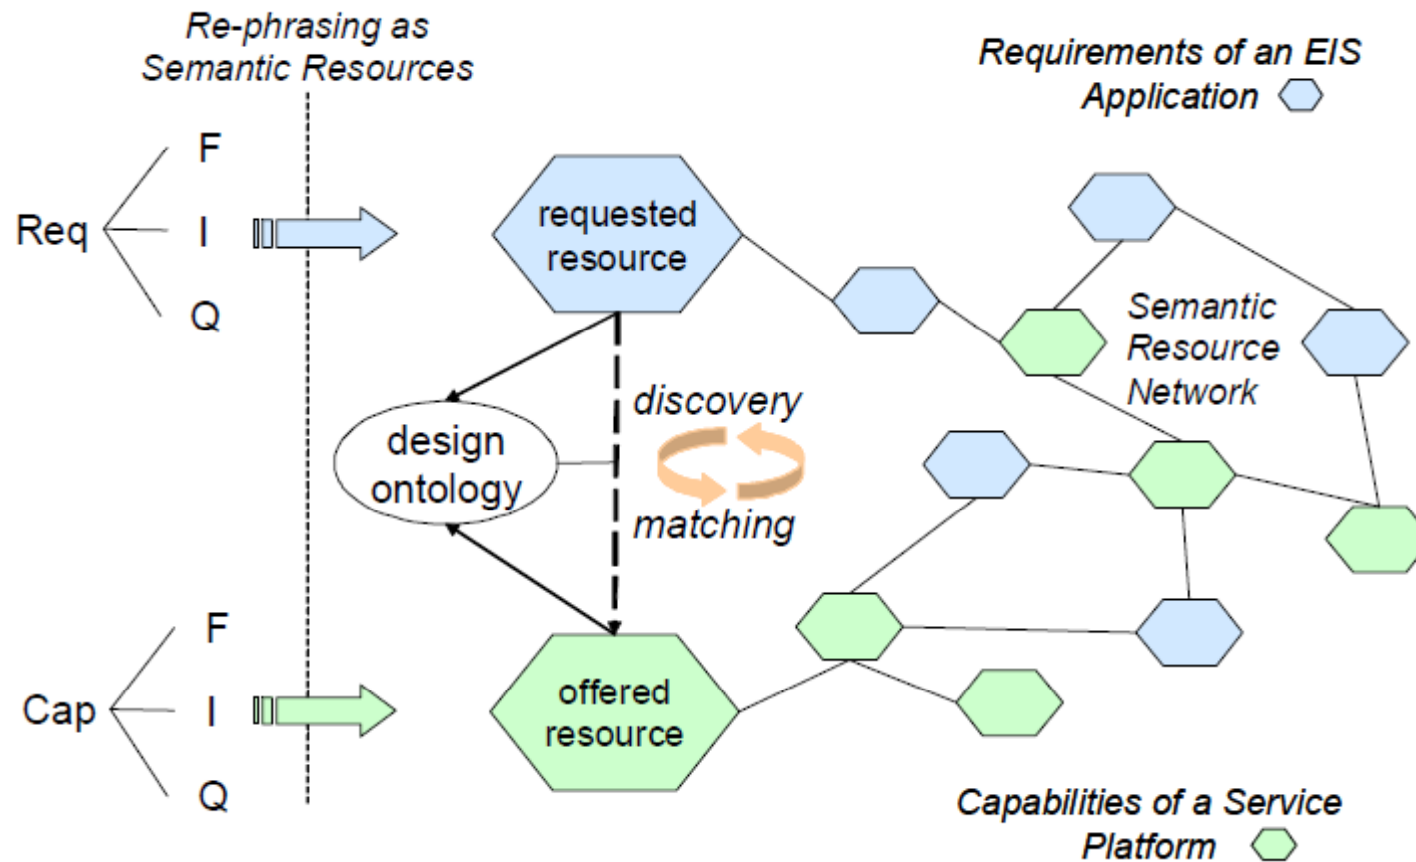 Re-phrasing as
Semantic Resources
Requirements of an EIS
Application
F
Req
I
Q
requested
resource
Semantic
Resource
Network
discovery
design
ontology
matching
F
Cap
I
Q
offered
resource
Capabilities of a Service
Platform